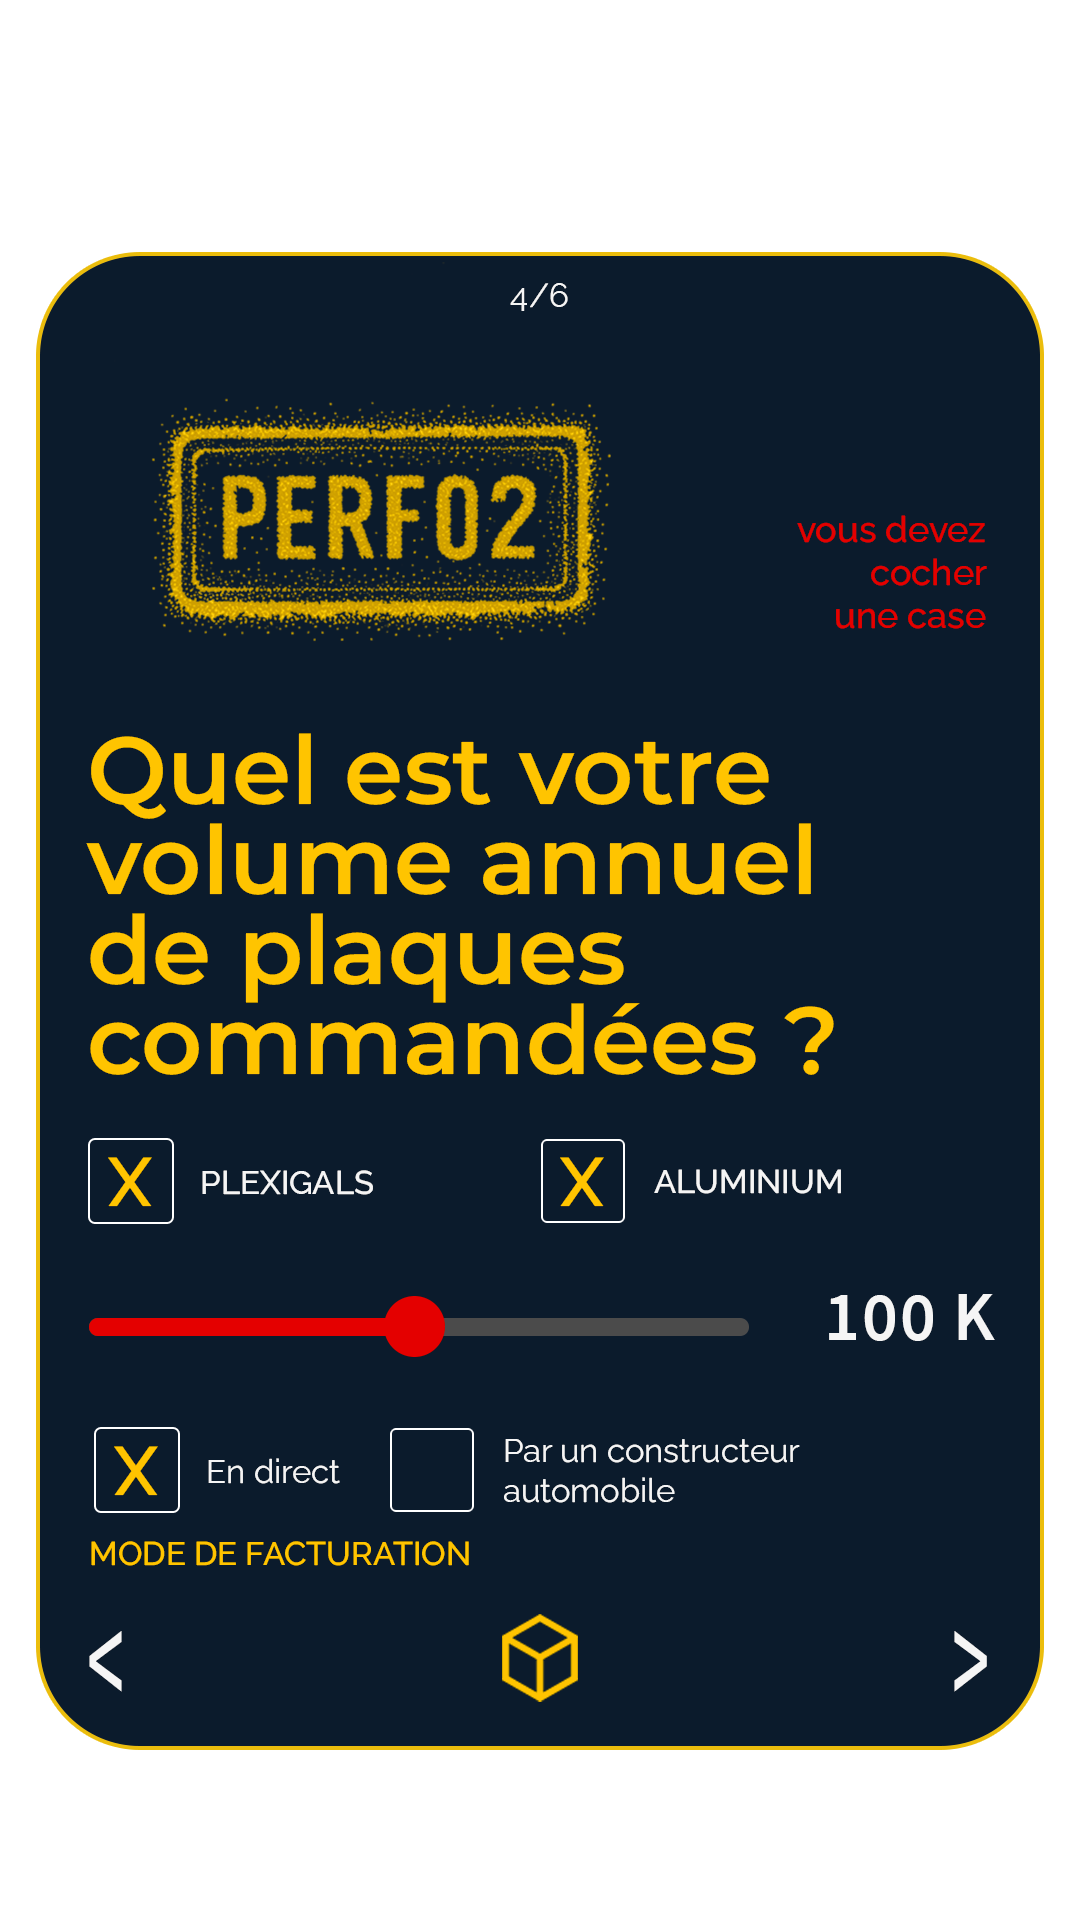 4/6
PERF02
vous devez
cocher
une case
Quel est votre
volume annuel
de plaques
commandées ?
X PLEXIGALS X ALUMINIUM
100 K
X En direct
Par un constructeur
automobile
MODE DE FACTURATION
< >